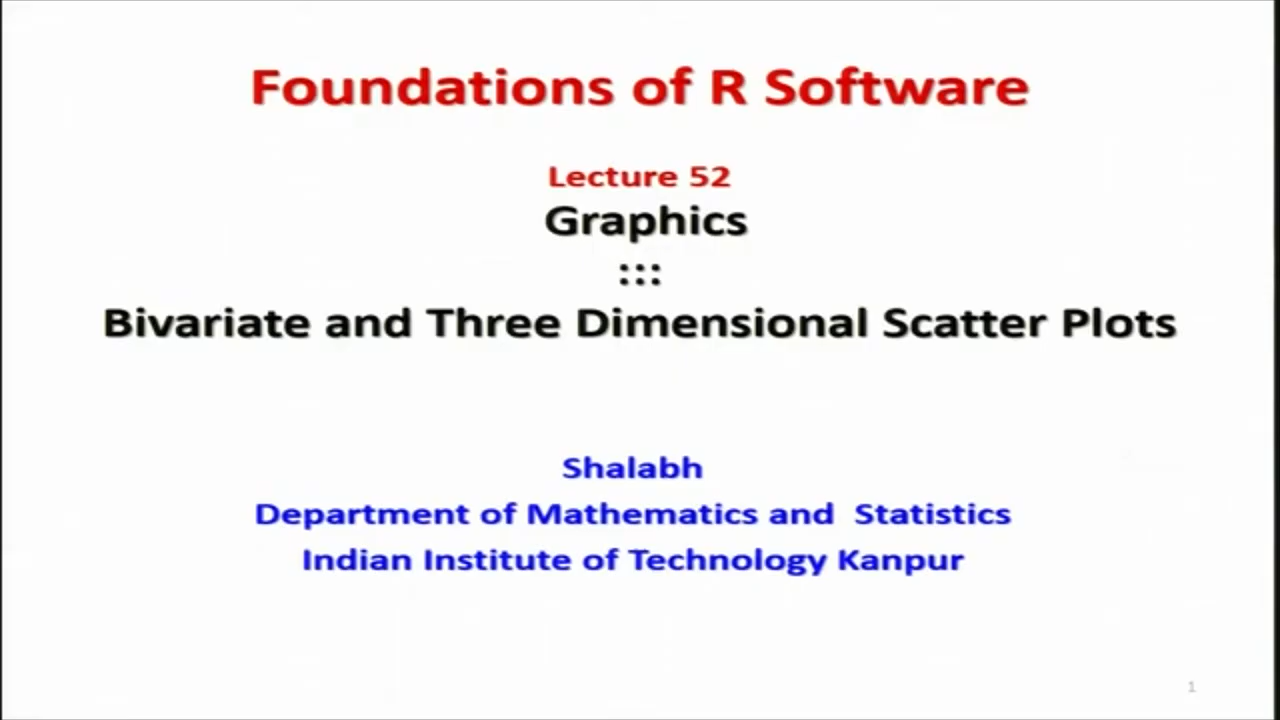 Foundations of R Software
Lecture 52
Graphics
:::
Bivariate and Three Dimensional Scatter Plots
Shalabh
Department of Mathematics and Statistics
Indian Institute of Technology Kanpur
1